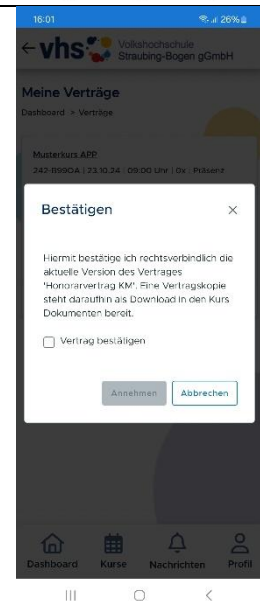 16:01 26%
vhs Volkshochschule
Straubing-Bogen gGmbH
Meine Verträge
Dashboard > Verträge
Musterkurs APP
242-B990A | 23.10.24 | 09:00 Uhr | 0x | Präsenz
Bestätigen
Hiermit bestätige ich rechtsverbindlich die
aktuelle Version des Vertrages
'Honorarvertrag KM'. Eine Vertragskopie
steht daraufhin als Download in den Kurs
Dokumenten bereit.
Vertrag bestätigen
Annehmen Abbrechen
Dashboard Kurse Nachrichten Profil